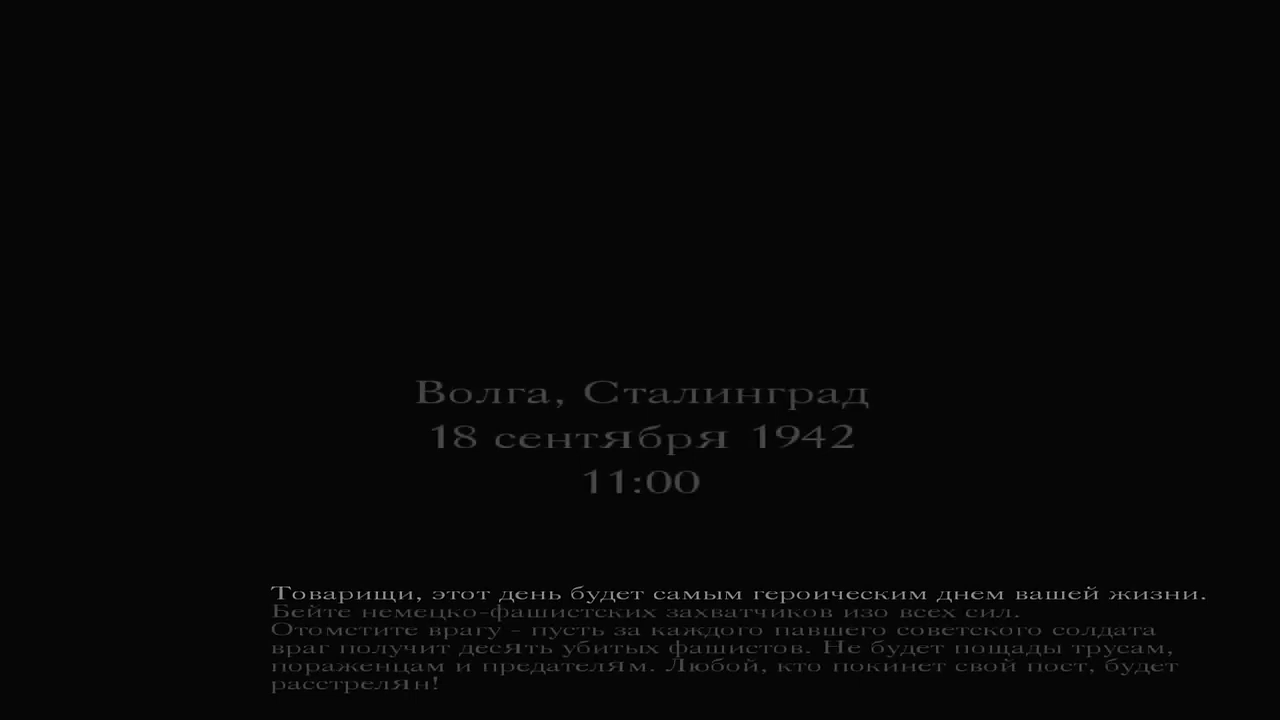 Волга, Сталинград
18 сентября 1942
11:00
Товарищи, этот день будет самым героическим днем вашей жизни.
Бейте немецко-фашистских захватчиков изо всех сил.
Отомстите врагу - пусть за каждого павшего советского солдата
враг получит десять убитых фашистов. Не будет пощады трусам,
пораженцам и предателям. Любой, кто покинет свой пост, будет
расстрелян!